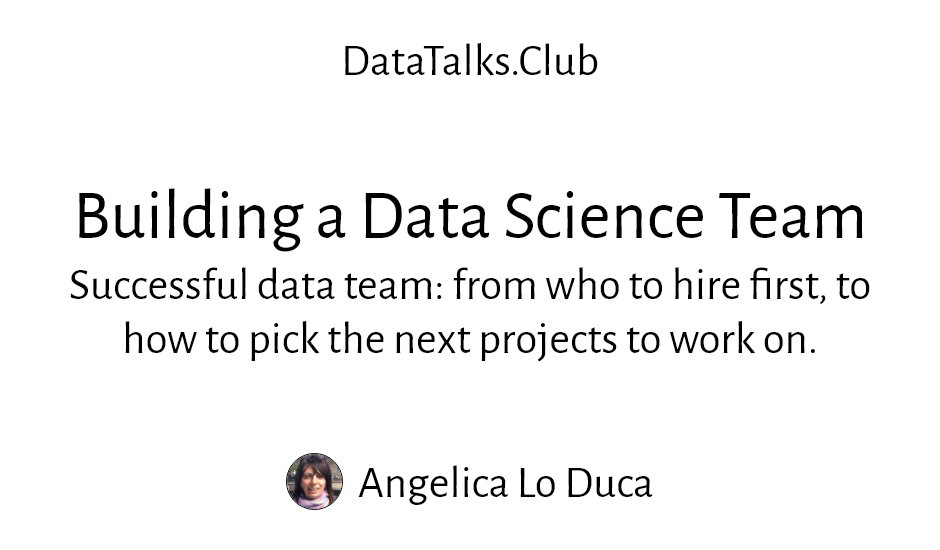 DataTalks.Club
Building a Data Science Team
Successful data team: from who to hire first, to
how to pick the next projects to work on.
Angelica Lo Duca